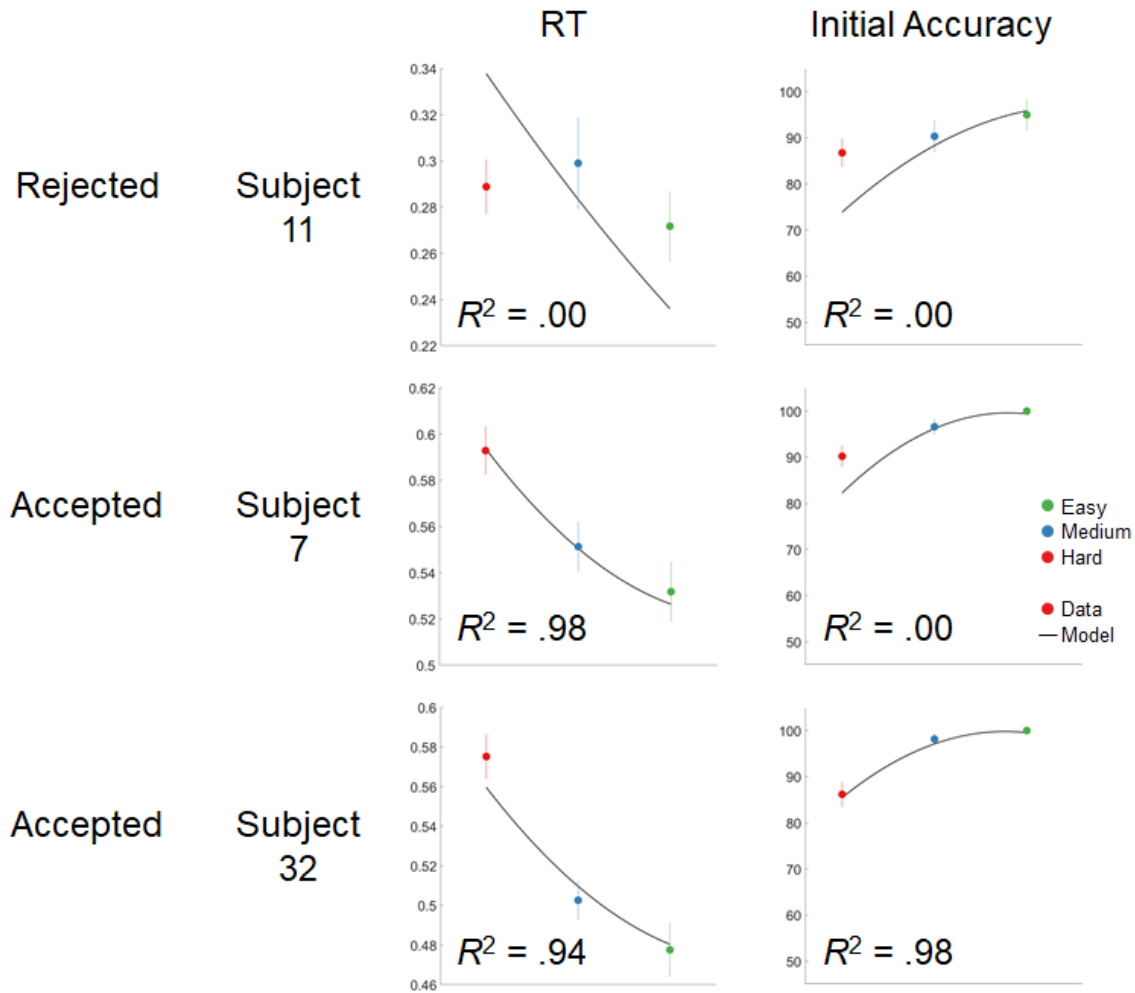 RT
Initial Accuracy
Rejected
Subject
11
0.34
0.32
0.3
0.28
0.26
0.24
0.22
R² = .00
100
90
80
70
60
50
R² = .00
Accepted
Subject
7
0.62
0.6
0.58
0.56
0.54
0.52
0.5
R² = .98
100
90
80
70
60
50
R² = .00
Easy
Medium
Hard
Data
Model
Accepted
Subject
32
0.6
0.58
0.56
0.54
0.52
0.5
0.48
0.46
R² = .94
100
90
80
70
60
50
R² = .98